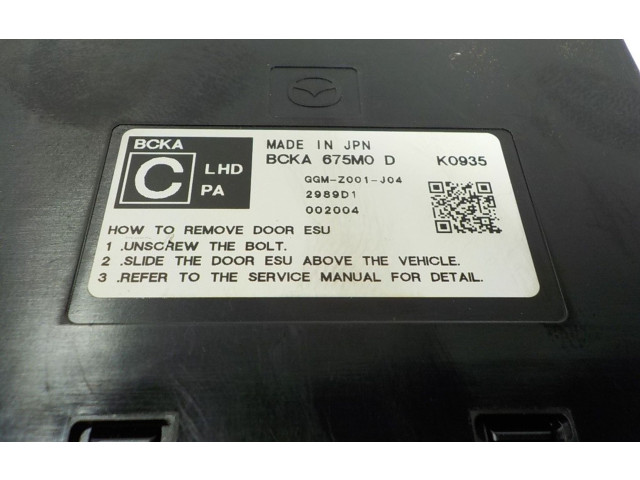 BCKA
C LHD
PA
MADE IN JPN
BCKA 675M0 D K0935
GGM-Z001-J04
2989D1
002004
HOW TO REMOVE DOOR ESU
1 .UNSCREW THE BOLT.
2 .SLIDE THE DOOR ESU ABOVE THE VEHICLE.
3 .REFER TO THE SERVICE MANUAL FOR DETAIL.